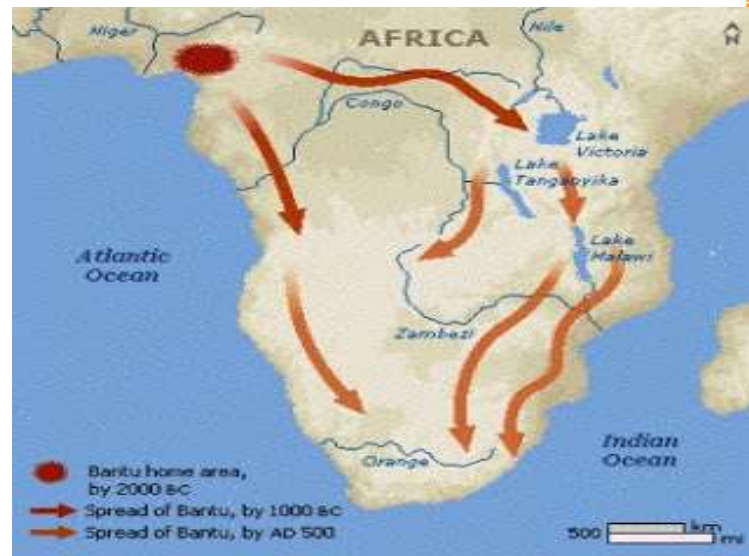 AFRICA
Niger
Nile
N
Congo
Lake
Victoria
Lake
Tanganyika
Atlantic
Ocean
Lake
Malawi
Zambezi
Indian
Ocean
Orange
Bantu home area,
by 2000 BC
Spread of Bantu, by 1000 BC
Spread of Bantu, by AD 500
500 km
mi